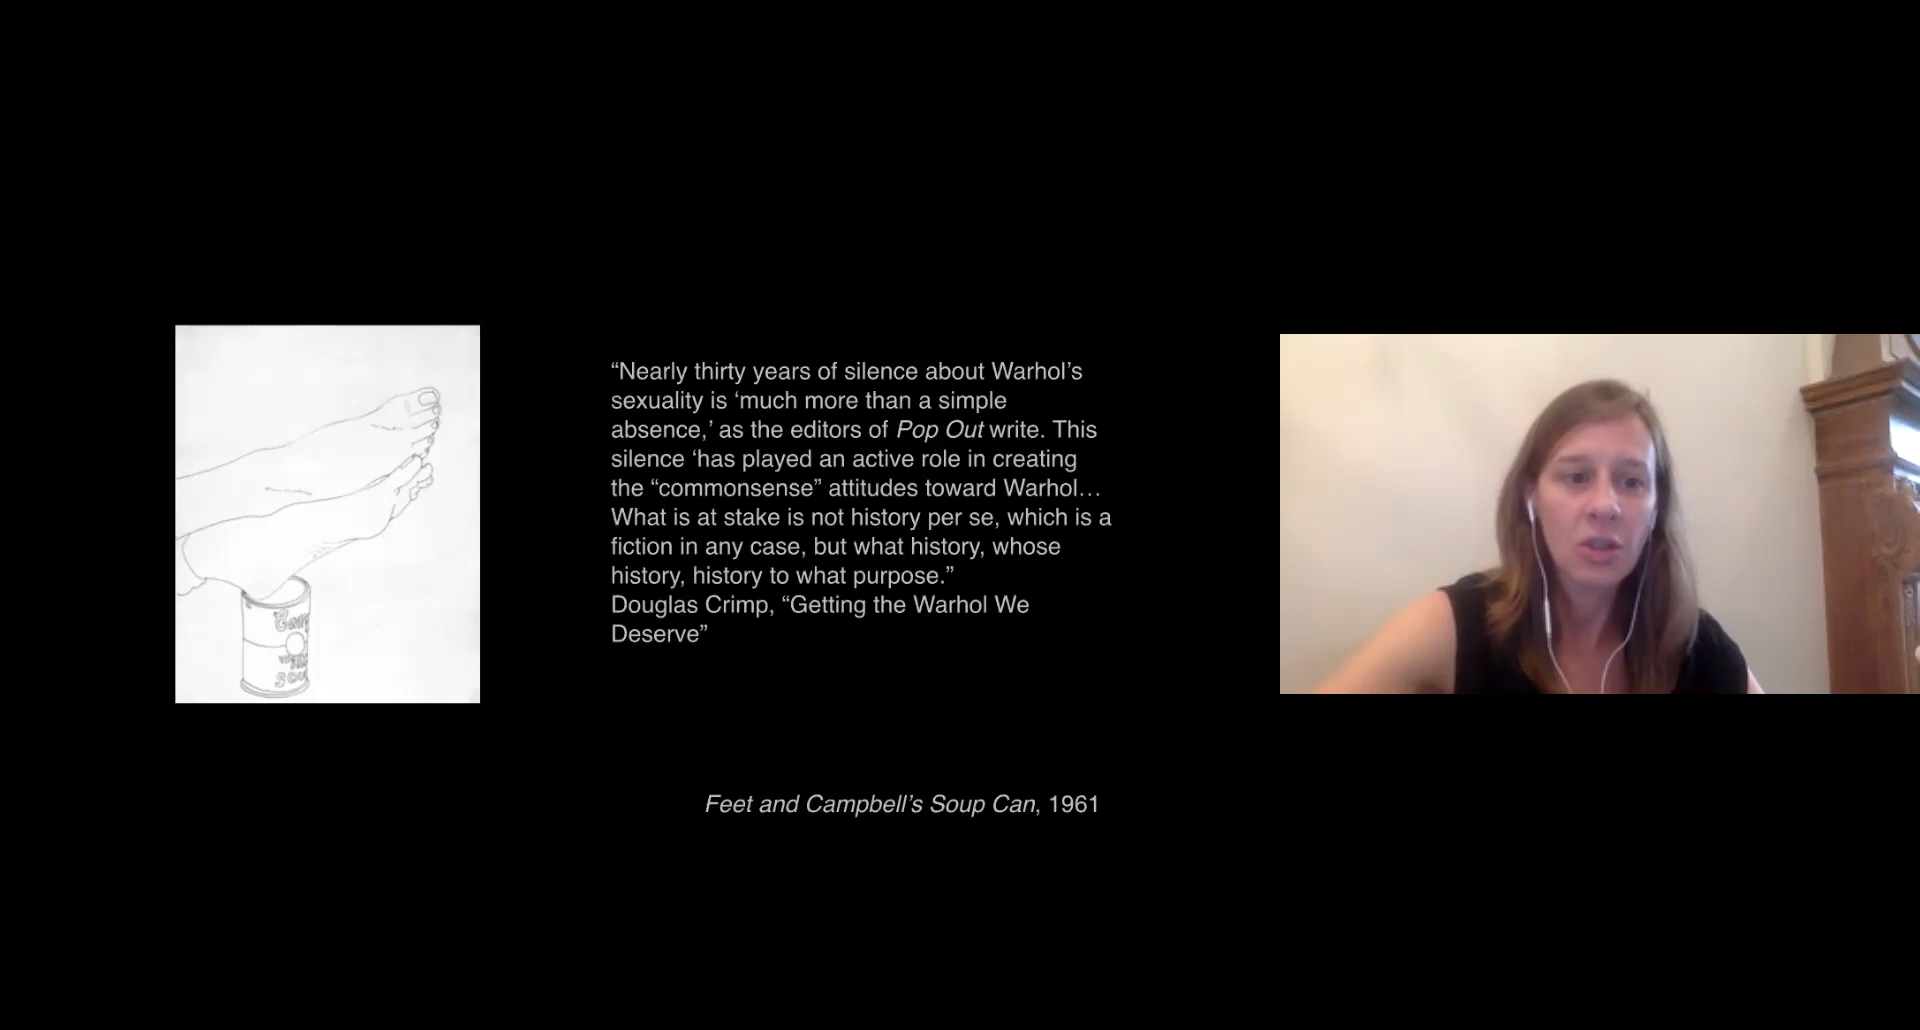 “Nearly thirty years of silence about Warhol’s
sexuality is ‘much more than a simple
absence,’ as the editors of Pop Out write. This
silence ‘has played an active role in creating
the “commonsense” attitudes toward Warhol…
What is at stake is not history per se, which is a
fiction in any case, but what history, whose
history, history to what purpose.”
Douglas Crimp, “Getting the Warhol We
Deserve”
Feet and Campbell’s Soup Can, 1961